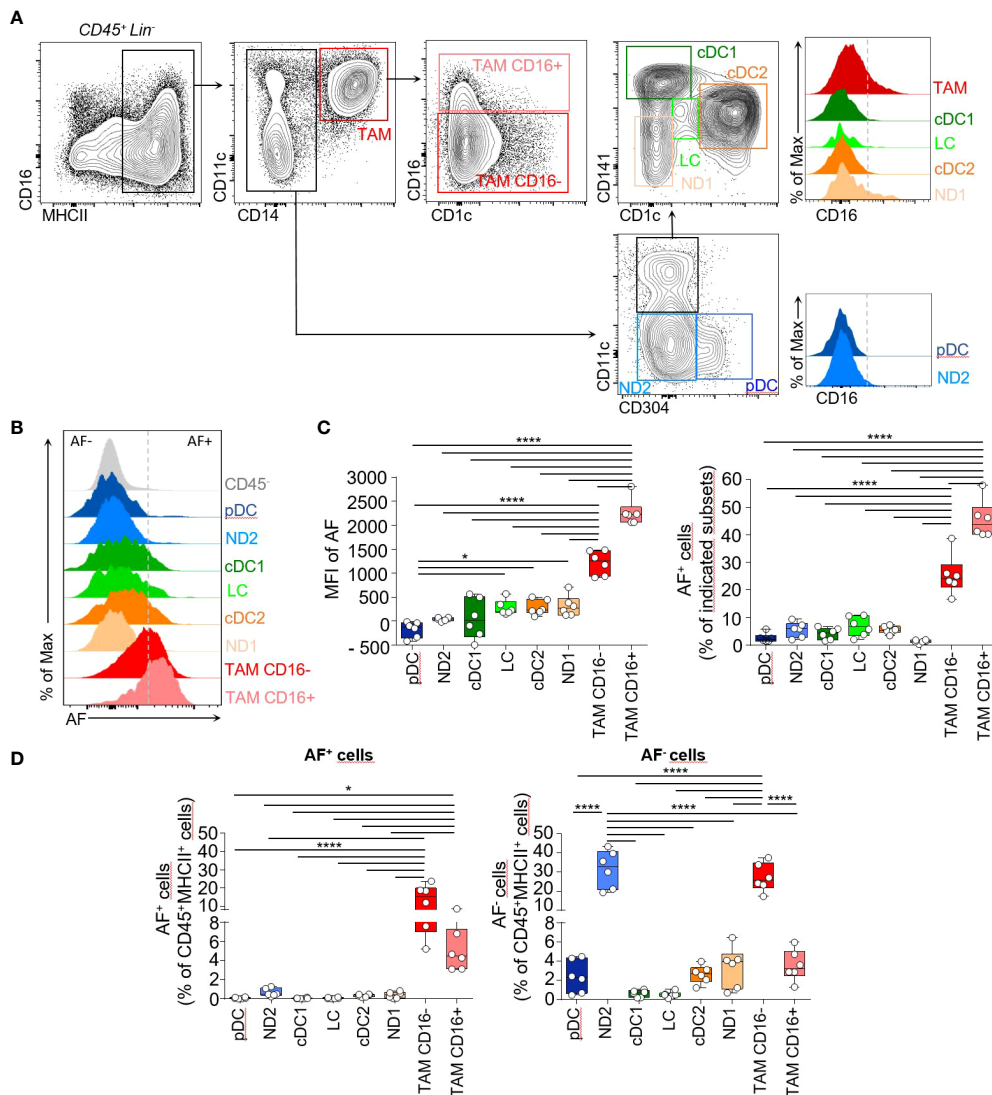 A
CD45⁺ Lin⁻
CD16
MHCII
CD11c
CD14
TAM
CD16
CD1c
TAM CD16+
TAM CD16-
CD141
CD1c
cDC1
cDC2
LC
ND1
% of Max
CD16
TAM
cDC1
LC
cDC2
ND1
CD11c
CD304
ND2
pDC
% of Max
CD16
pDC
ND2
B
AF-
AF+
% of Max
AF
CD45⁻
pDC
ND2
cDC1
LC
cDC2
ND1
TAM CD16-
TAM CD16+
C
MFI of AF
3000
2500
2000
1500
1000
500
0
- 500
****
****
*
pDC
ND2
cDC1
LC
cDC2
ND1
TAM CD16-
TAM CD16+
AF⁺ cells
(% of indicated subsets)
60
50
40
30
20
10
0
****
****
pDC
ND2
cDC1
LC
cDC2
ND1
TAM CD16-
TAM CD16+
D
AF⁺ cells
AF⁺ cells
(% of CD45⁺MHCII⁺ cells)
50
40
30
20
10
8
6
4
2
0
*
****
pDC
ND2
cDC1
LC
cDC2
ND1
TAM CD16-
TAM CD16+
AF⁻ cells
AF⁻ cells
(% of CD45⁺MHCII⁺ cells)
50
40
30
20
10
8
6
4
2
0
****
****
****
****
pDC
ND2
cDC1
LC
cDC2
ND1
TAM CD16-
TAM CD16+